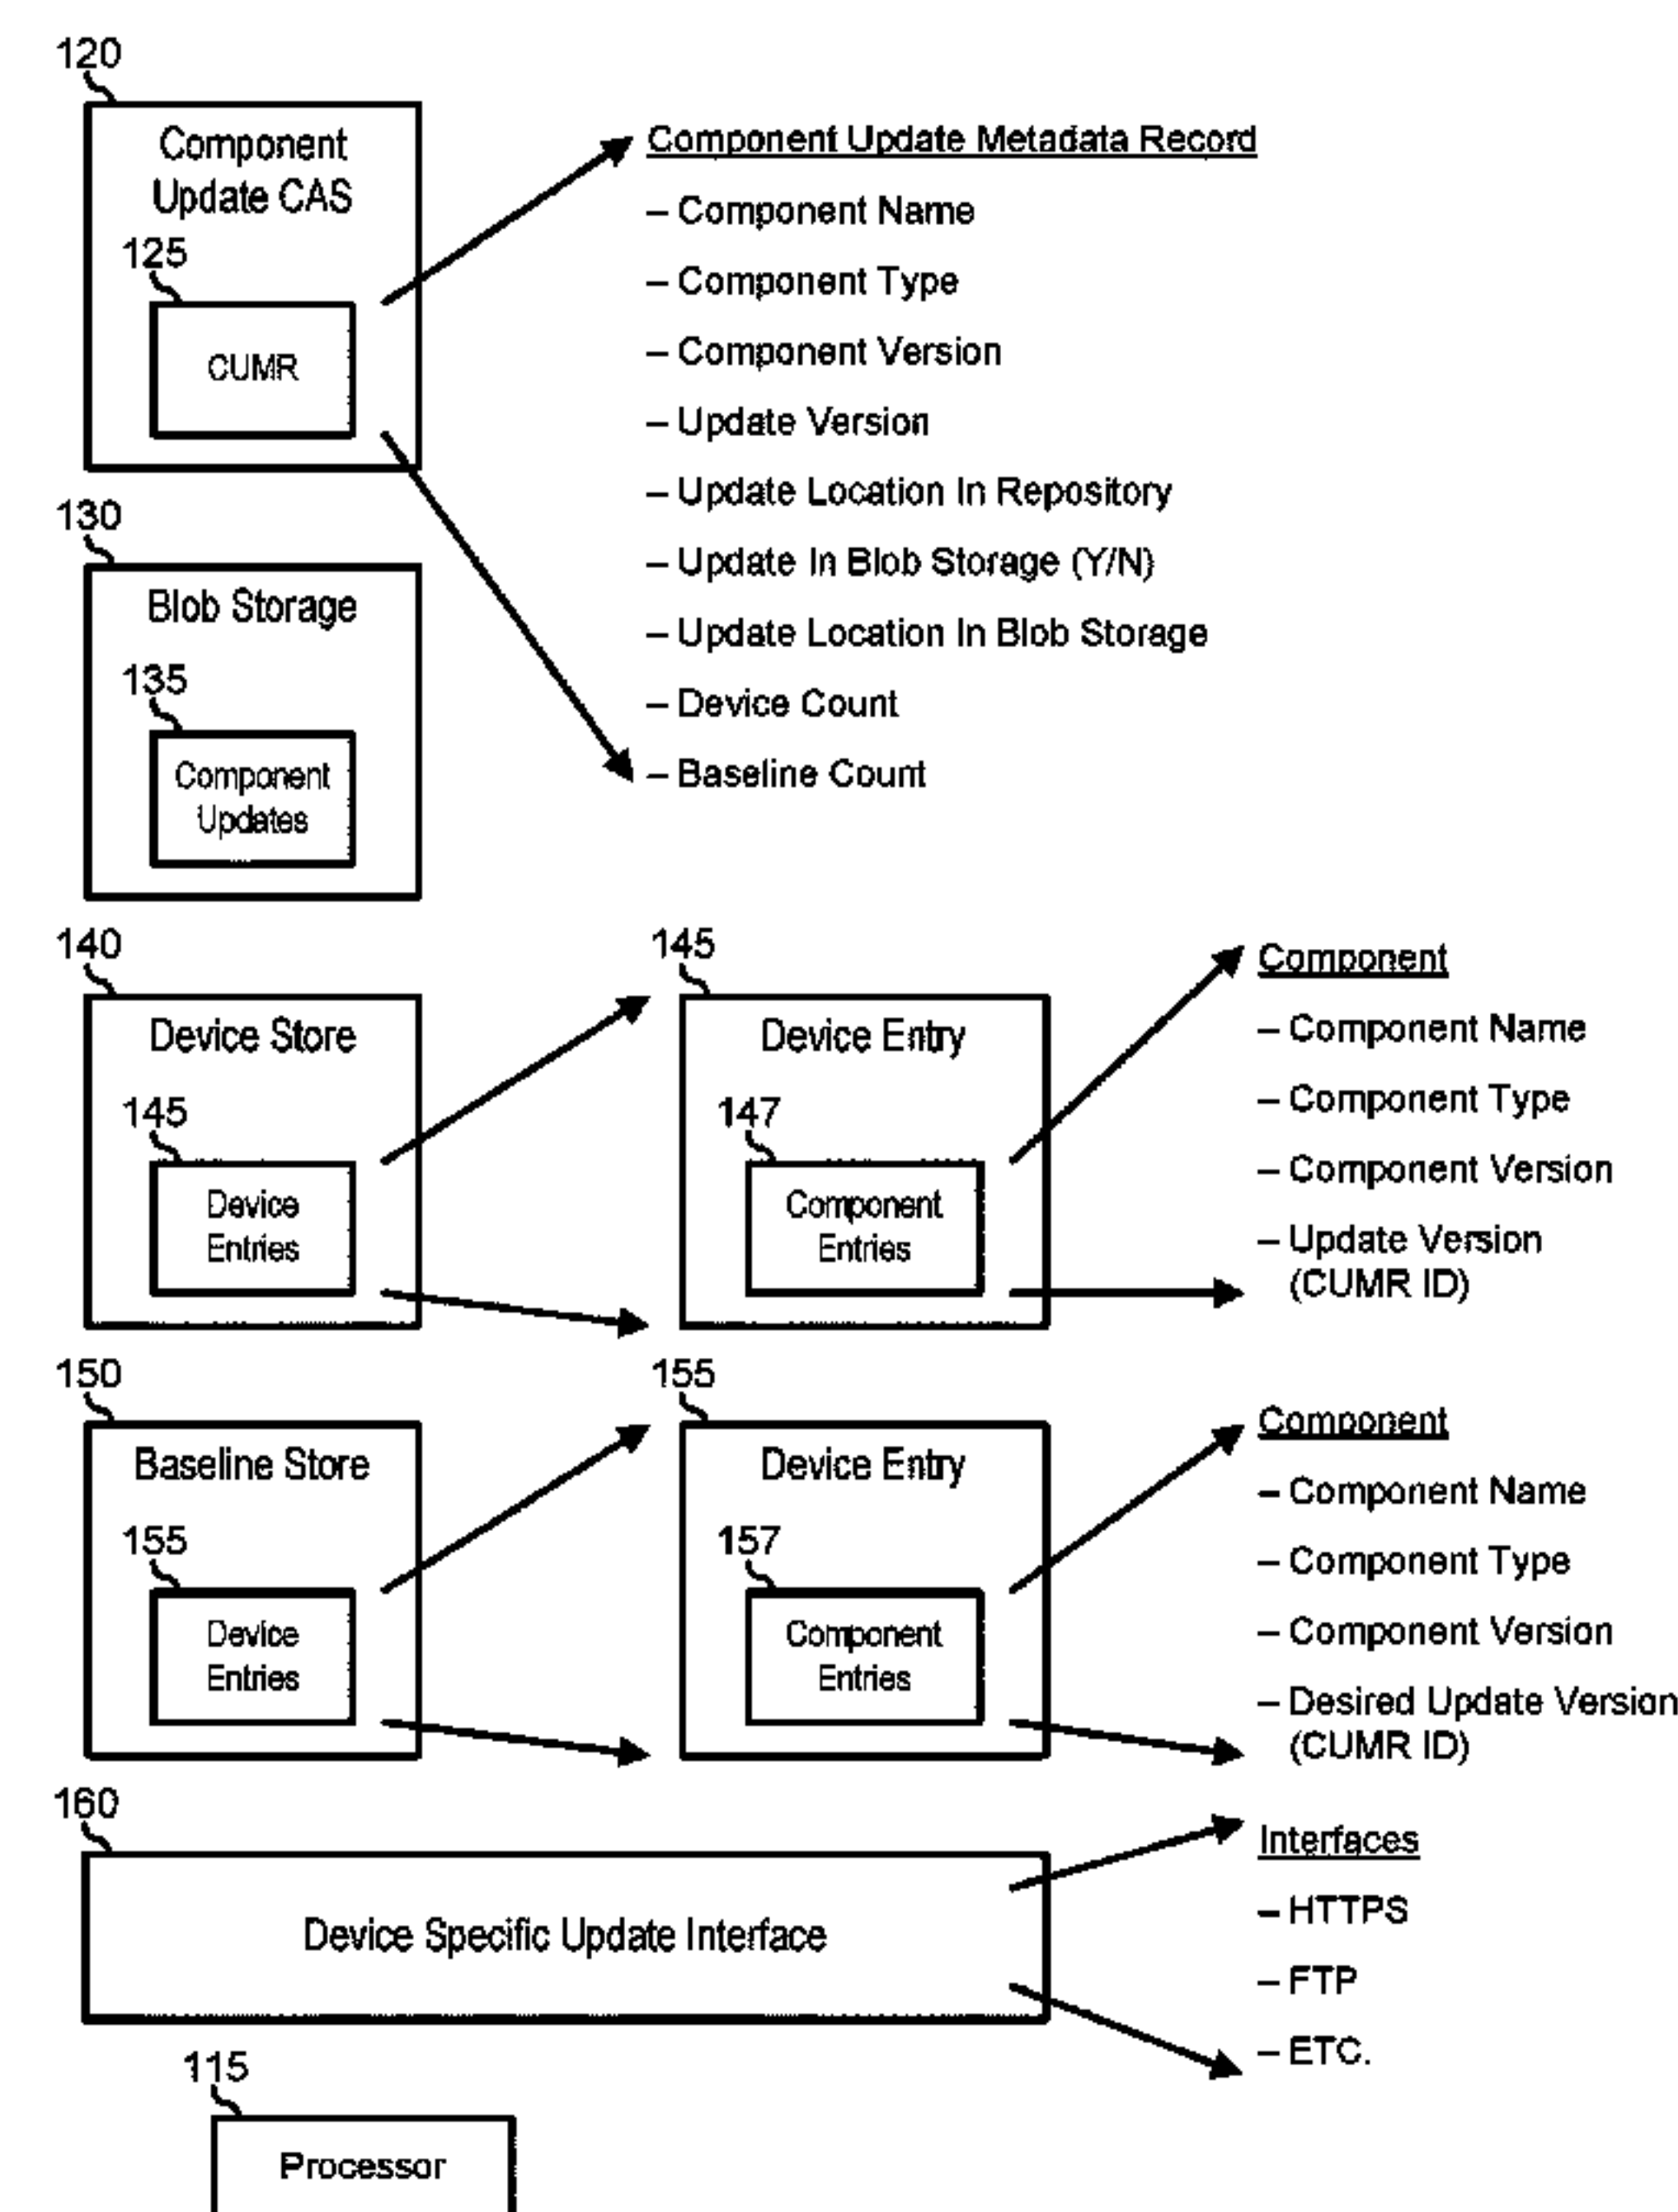 120
Component
Update CAS
125
CUMR
Component Update Metadata Record
– Component Name
– Component Type
– Component Version
– Update Version
– Update Location In Repository
– Update In Blob Storage (Y/N)
– Update Location In Blob Storage
– Device Count
– Baseline Count
130
Blob Storage
135
Component
Updates
140
Device Store
145
Device
Entries
145
Device Entry
147
Component
Entries
Component
– Component Name
– Component Type
– Component Version
– Update Version
(CUMR ID)
150
Baseline Store
155
Device
Entries
155
Device Entry
157
Component
Entries
Component
– Component Name
– Component Type
– Component Version
– Desired Update Version
(CUMR ID)
160
Device Specific Update Interface
Interfaces
– HTTPS
– FTP
– ETC.
115
Processor